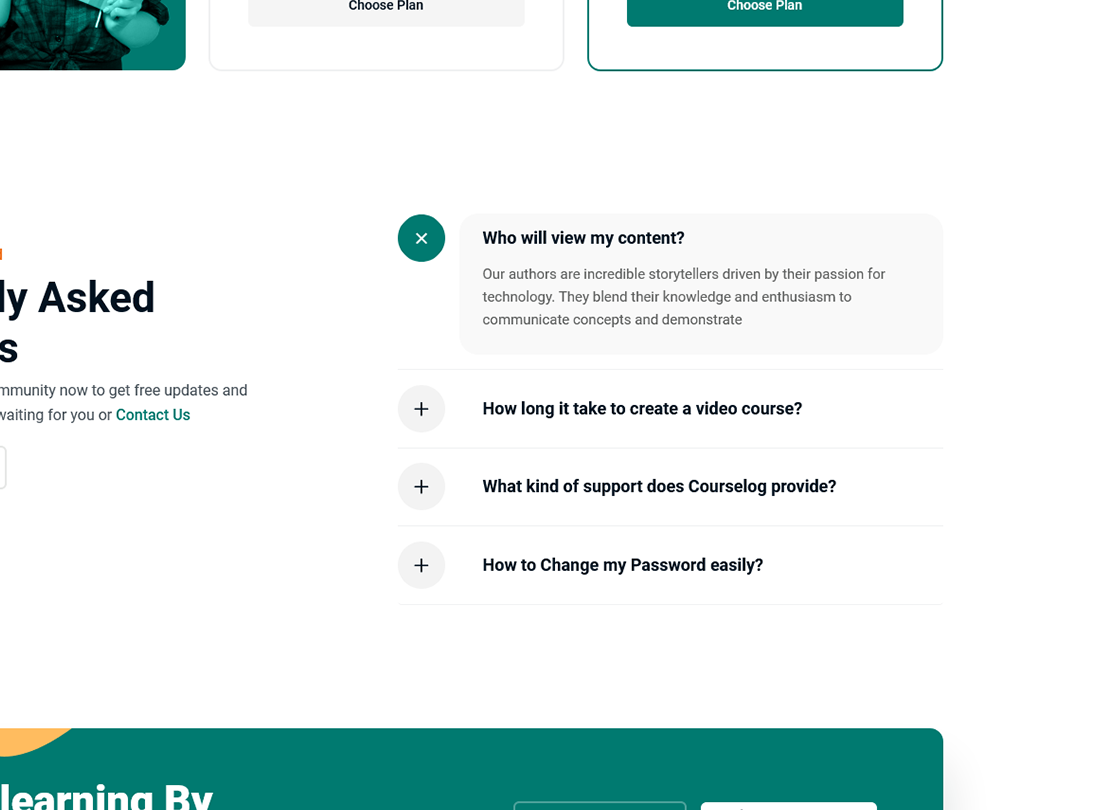 Choose Plan
Choose Plan
ly Asked
s
mmunity now to get free updates and
waiting for you or Contact Us
Who will view my content?
Our authors are incredible storytellers driven by their passion for
technology. They blend their knowledge and enthusiasm to
communicate concepts and demonstrate
How long it take to create a video course?
What kind of support does Courselog provide?
How to Change my Password easily?
learning By